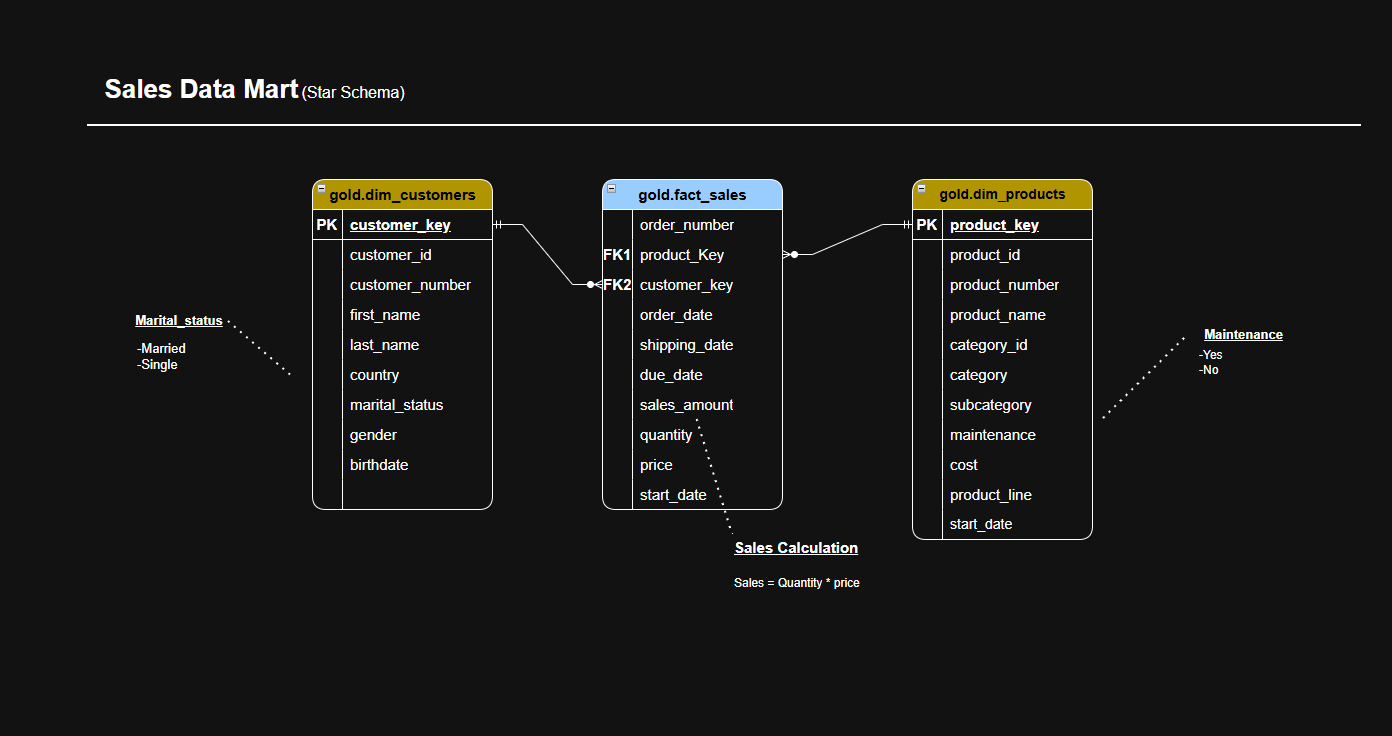 Sales Data Mart (Star Schema)
gold.dim_customers
PK customer_key
customer_id
customer_number
first_name
last_name
country
marital_status
gender
birthdate
Marital_status
-Married
-Single
gold.fact_sales
order_number
FK1 product_Key
FK2 customer_key
order_date
shipping_date
due_date
sales_amount
quantity
price
start_date
Sales Calculation
Sales = Quantity * price
gold.dim_products
PK product_key
product_id
product_number
product_name
category_id
category
subcategory
maintenance
cost
product_line
start_date
Maintenance
-Yes
-No